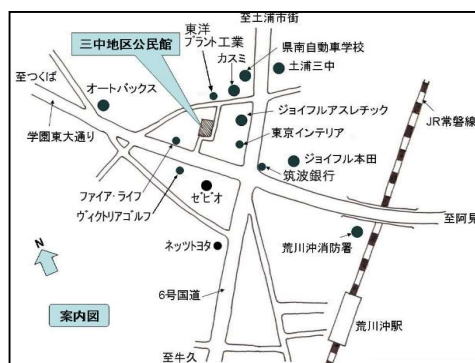 至土浦市街
東洋
プラント工業
カスミ
県南自動車学校
土浦三中
三中地区公民館
至つくば
オートバックス
ジョイフルアスレチック
JR常磐線
学園東大通り
東京インテリア
ジョイフル本田
筑波銀行
ファイア・ライフ
ヴィクトリアゴルフ
ゼビオ
至阿見
荒川沖消防署
N
ネッツトヨタ
6号国道
案内図
荒川沖駅
至牛久